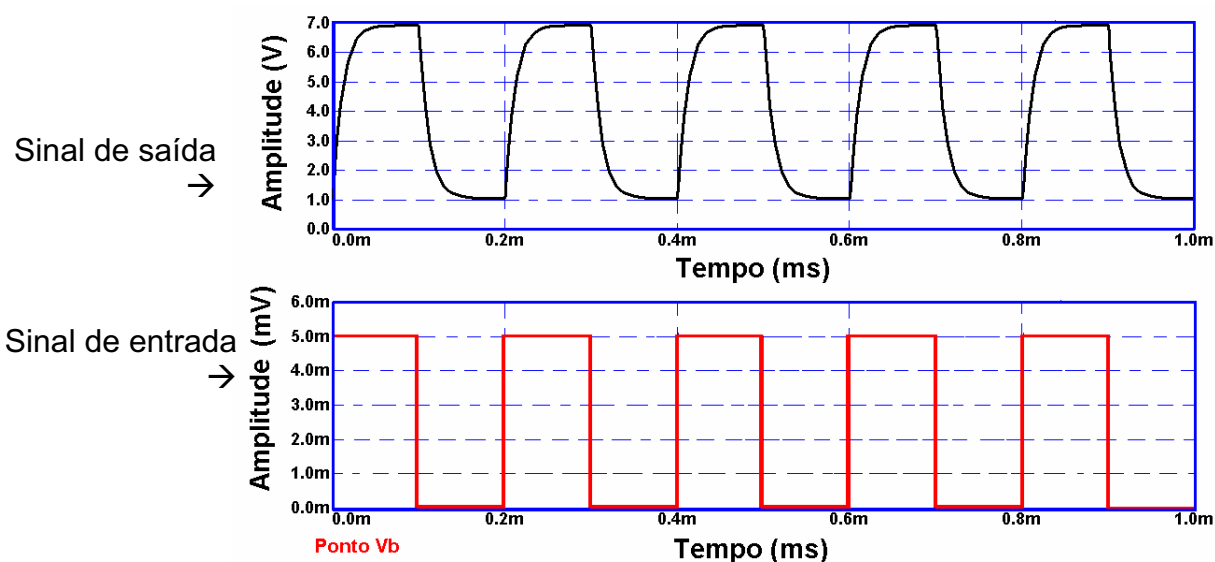 Sinal de saída
→
Amplitude (V)
7.0
6.0
5.0
4.0
3.0
2.0
1.0
0.0
0.0m 0.2m 0.4m 0.6m 0.8m 1.0m
Tempo (ms)
Sinal de entrada
→
Amplitude (mV)
6.0m
5.0m
4.0m
3.0m
2.0m
1.0m
0.0m
0.0m 0.2m 0.4m 0.6m 0.8m 1.0m
Ponto Vb
Tempo (ms)